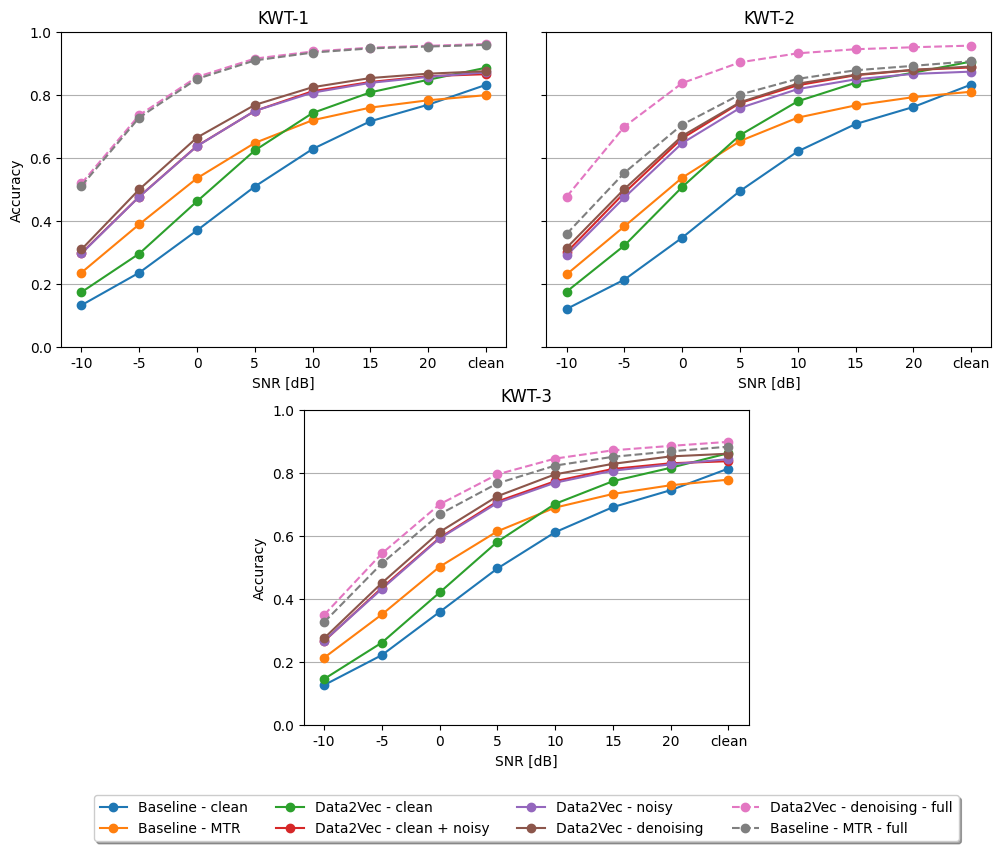 KWT-1
KWT-2
1.0
0.8
0.6
0.4
0.2
0.0
Accuracy
-10 -5 0 5 10 15 20 clean
SNR [dB]
-10 -5 0 5 10 15 20 clean
SNR [dB]
KWT-3
1.0
0.8
0.6
0.4
0.2
0.0
Accuracy
-10 -5 0 5 10 15 20 clean
SNR [dB]
Baseline - clean
Baseline - MTR
Data2Vec - clean
Data2Vec - clean + noisy
Data2Vec - noisy
Data2Vec - denoising
Data2Vec - denoising - full
Baseline - MTR - full